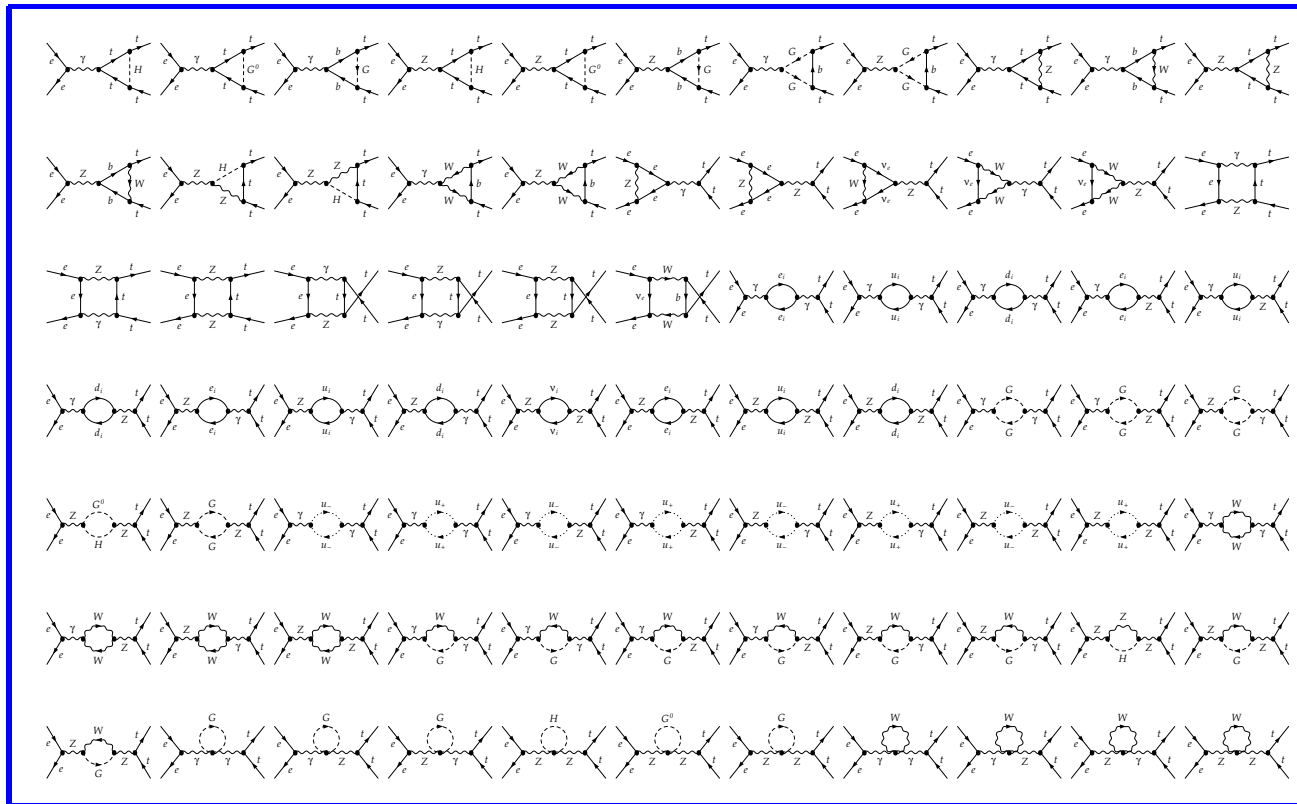 e e γ t t H t t e e γ t t G⁰ t t e e γ b b G t t e e Z t t H t t e e Z t t G⁰ t t e e Z b b G t t e e γ G G b t t e e Z G G b t t e e γ t t Z t t e e γ b b W t t e e Z t t Z t t
e e Z b b W t t e e Z H Z t t t e e Z Z H t t t e e γ W W b t t e e Z W W b t t e e Z e e γ t t e e Z e e Z t t e e W νₑ νₑ Z t t e e νₑ W W γ t t e e νₑ W W Z t t e e γ e t Z t t
e e Z e t γ t t e e Z e t Z t t e e γ e t Z t t e e Z e t γ t t e e Z e t Z t t e e W νₑ b W t t e e γ eᵢ eᵢ γ t t e e γ uᵢ uᵢ γ t t e e γ dᵢ dᵢ γ t t e e γ eᵢ eᵢ Z t t e e γ uᵢ uᵢ Z t t
e e γ dᵢ dᵢ Z t t e e Z eᵢ eᵢ γ t t e e Z uᵢ uᵢ γ t t e e Z dᵢ dᵢ γ t t e e Z νᵢ νᵢ Z t t e e Z eᵢ eᵢ Z t t e e Z uᵢ uᵢ Z t t e e Z dᵢ dᵢ Z t t e e γ G G γ t t e e γ G G Z t t e e Z G G γ t t
e e Z G⁰ H Z t t e e Z G G Z t t e e γ u₋ u₋ γ t t e e γ u₊ u₊ γ t t e e γ u₋ u₋ Z t t e e γ u₊ u₊ Z t t e e Z u₋ u₋ γ t t e e Z u₊ u₊ γ t t e e Z u₋ u₋ Z t t e e Z u₊ u₊ Z t t e e γ W W γ t t
e e γ W W Z t t e e Z W W γ t t e e Z W W Z t t e e γ W G γ t t e e γ W G γ t t e e γ W G Z t t e e γ W G Z t t e e Z W G γ t t e e Z W G γ t t e e Z Z H Z t t e e Z W G Z t t
e e Z W G Z t t e e G γ γ t t e e G γ Z t t e e G Z γ t t e e H Z Z t t e e G⁰ Z Z t t e e G Z Z t t e e W γ γ t t e e W γ Z t t e e W Z γ t t e e W Z Z t t